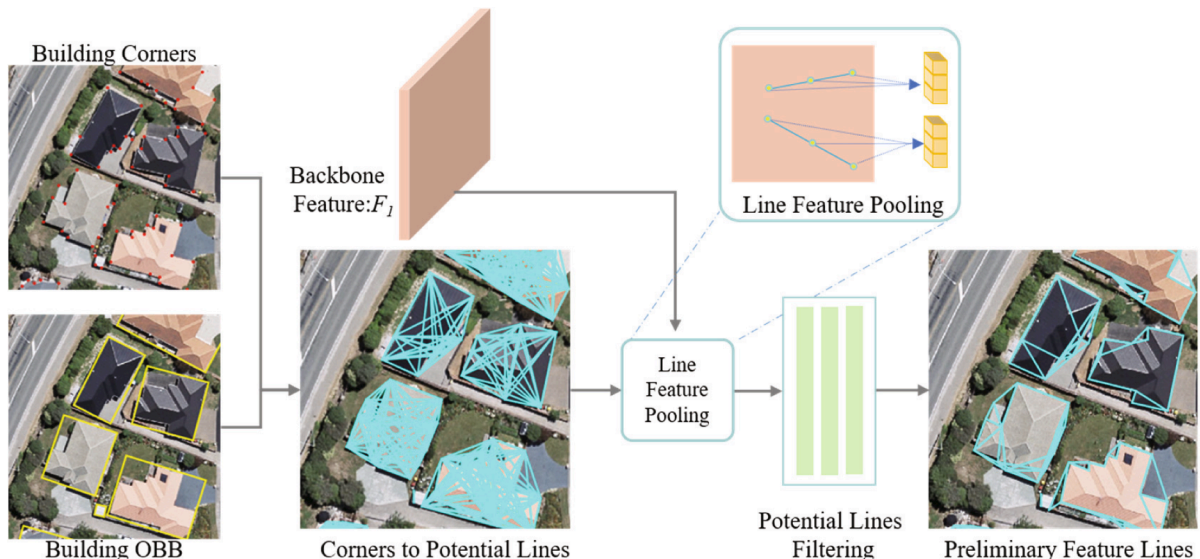 Building Corners
Backbone
Feature:F1
Line Feature Pooling
Line
Feature
Pooling
Building OBB
Corners to Potential Lines
Potential Lines
Filtering
Preliminary Feature Lines